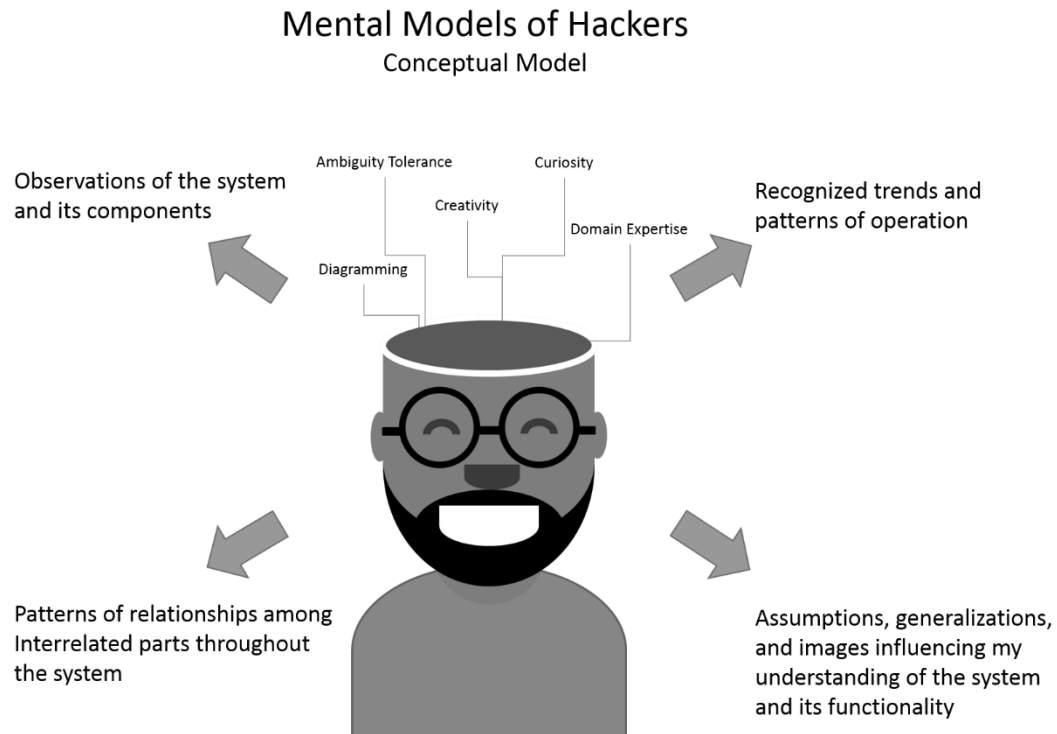 Mental Models of Hackers
Conceptual Model
Ambiguity Tolerance
Curiosity
Creativity
Domain Expertise
Diagramming
Observations of the system
and its components
Recognized trends and
patterns of operation
Patterns of relationships among
Interrelated parts throughout
the system
Assumptions, generalizations,
and images influencing my
understanding of the system
and its functionality